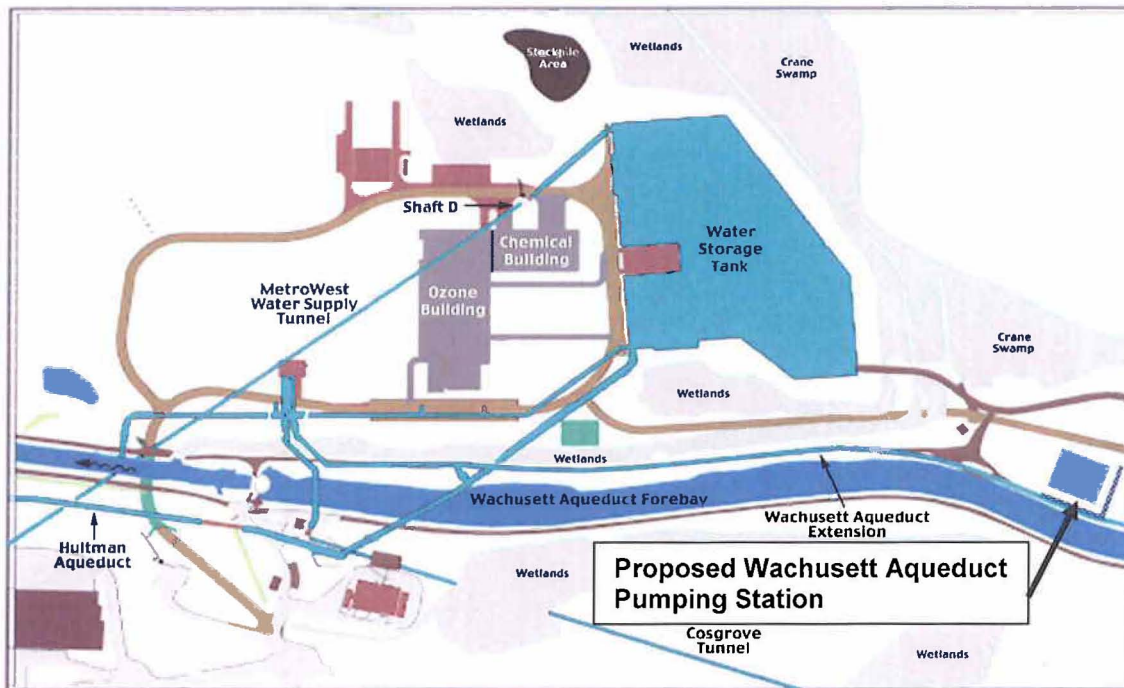 Stockpile
Area
Wetlands
Crane
Swamp
Wetlands
Shaft D
Chemical
Building
Water
Storage
Tank
MetroWest
Water Supply
Tunnel
Ozone
Building
Crane
Swamp
Wetlands
Wetlands
Wachusett Aqueduct Forebay
Wachusett Aqueduct
Extension
Hultman
Aqueduct
Wetlands
Proposed Wachusett Aqueduct
Pumping Station
Cosgrove
Tunnel
Wetlands